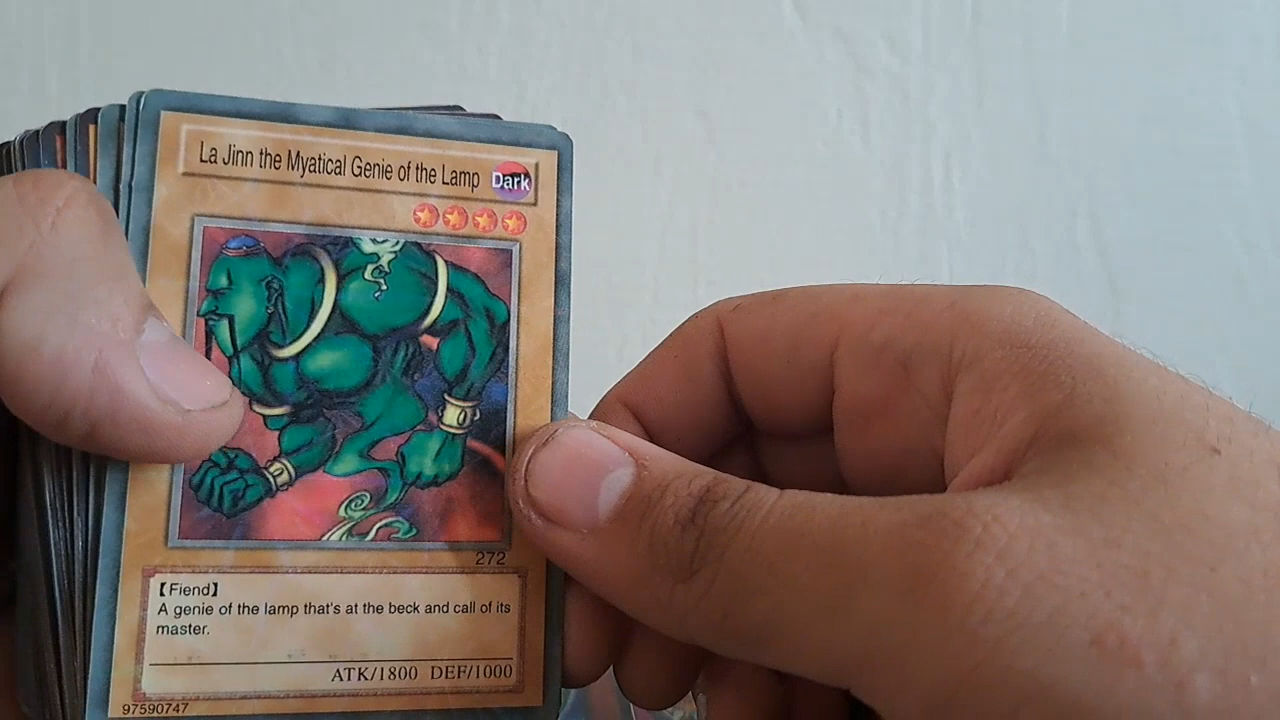 La Jinn the Myatical Genie of the Lamp Dark
272
【Fiend】
A genie of the lamp that's at the beck and call of its
master.
ATK/1800 DEF/1000
97590747